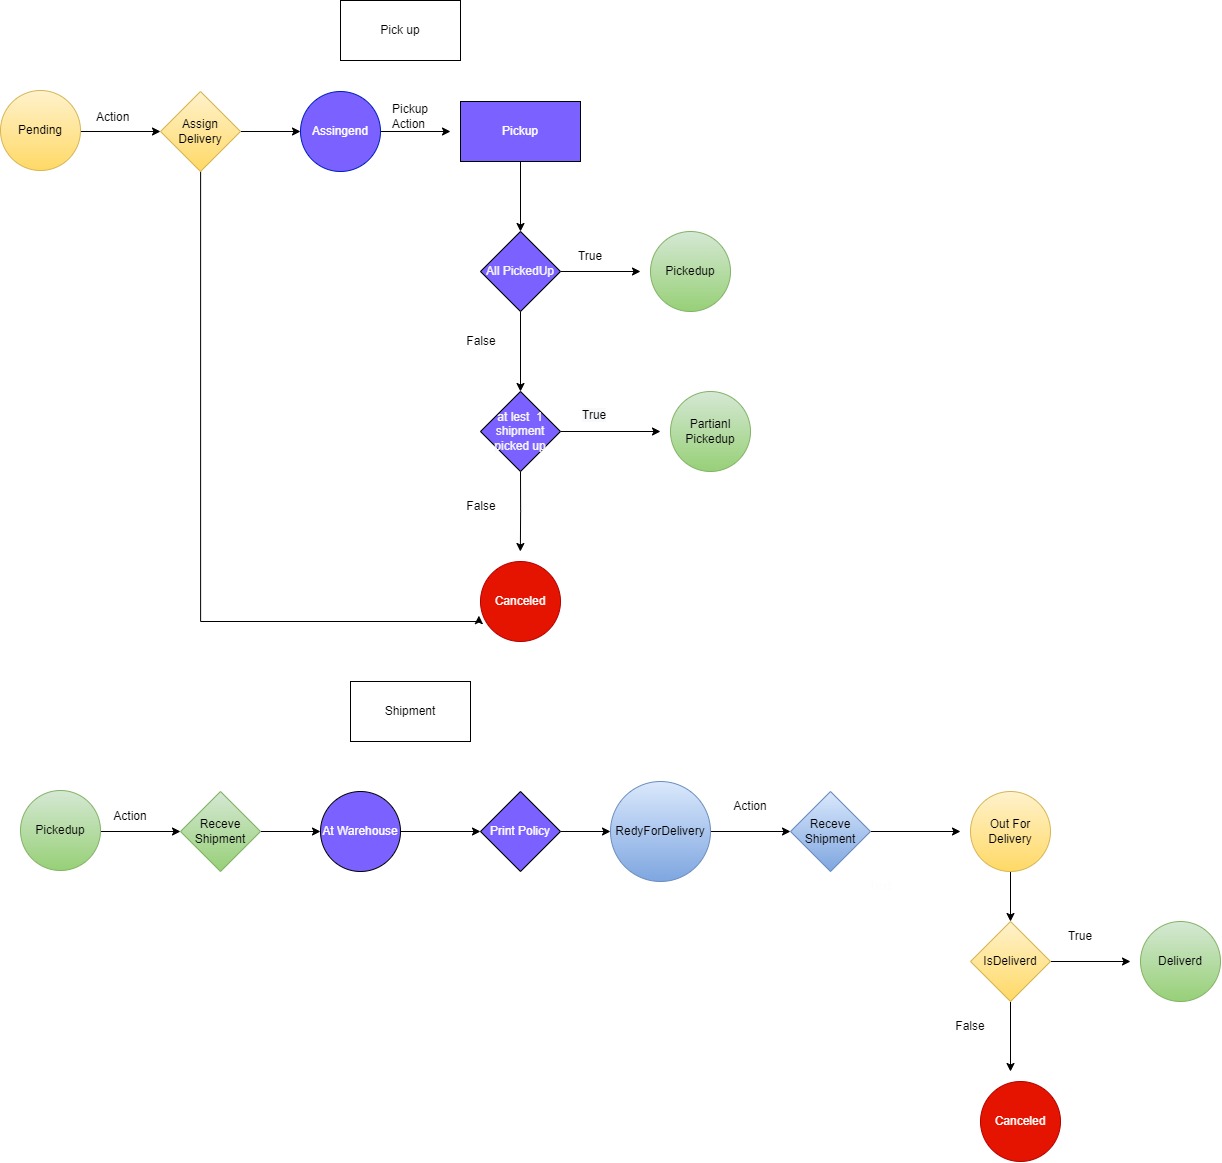 Pick up
Pending
Action
Assign
Delivery
Assingend
Pickup
Action
Pickup
All PickedUp
True
Pickedup
False
at lest 1
shipment
picked up
True
Partianl
Pickedup
False
Canceled
Shipment
Pickedup
Action
Receve
Shipment
At Warehouse
Print Policy
RedyForDelivery
Action
Receve
Shipment
Out For
Delivery
IsDeliverd
True
Deliverd
False
Canceled